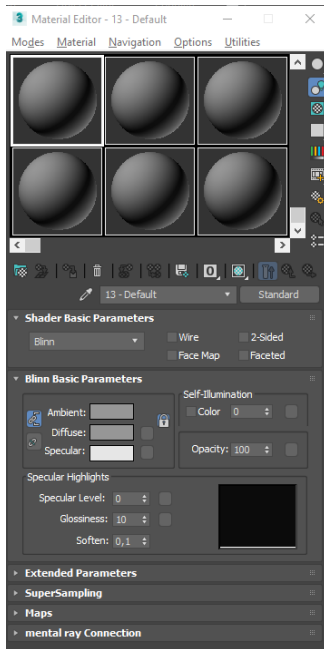 3 Material Editor - 13 - Default
Modes Material Navigation Options Utilities
0
13 - Default Standard
Shader Basic Parameters
Blinn Wire 2-Sided
Face Map Faceted
Blinn Basic Parameters
Self-Illumination
Ambient: Color 0
Diffuse:
Specular: Opacity: 100
Specular Highlights
Specular Level: 0
Glossiness: 10
Soften: 0,1
Extended Parameters
SuperSampling
Maps
mental ray Connection